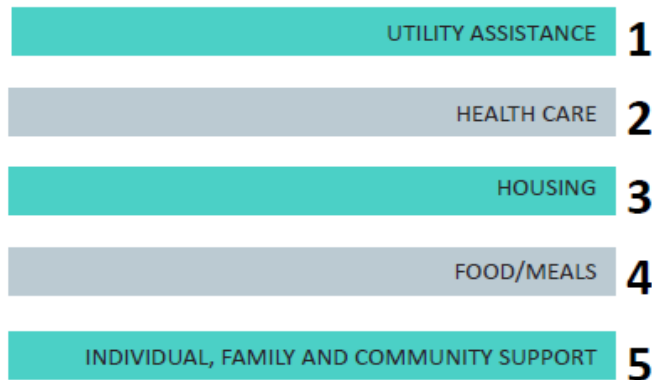 UTILITY ASSISTANCE 1
HEALTH CARE 2
HOUSING 3
FOOD/MEALS 4
INDIVIDUAL, FAMILY AND COMMUNITY SUPPORT 5